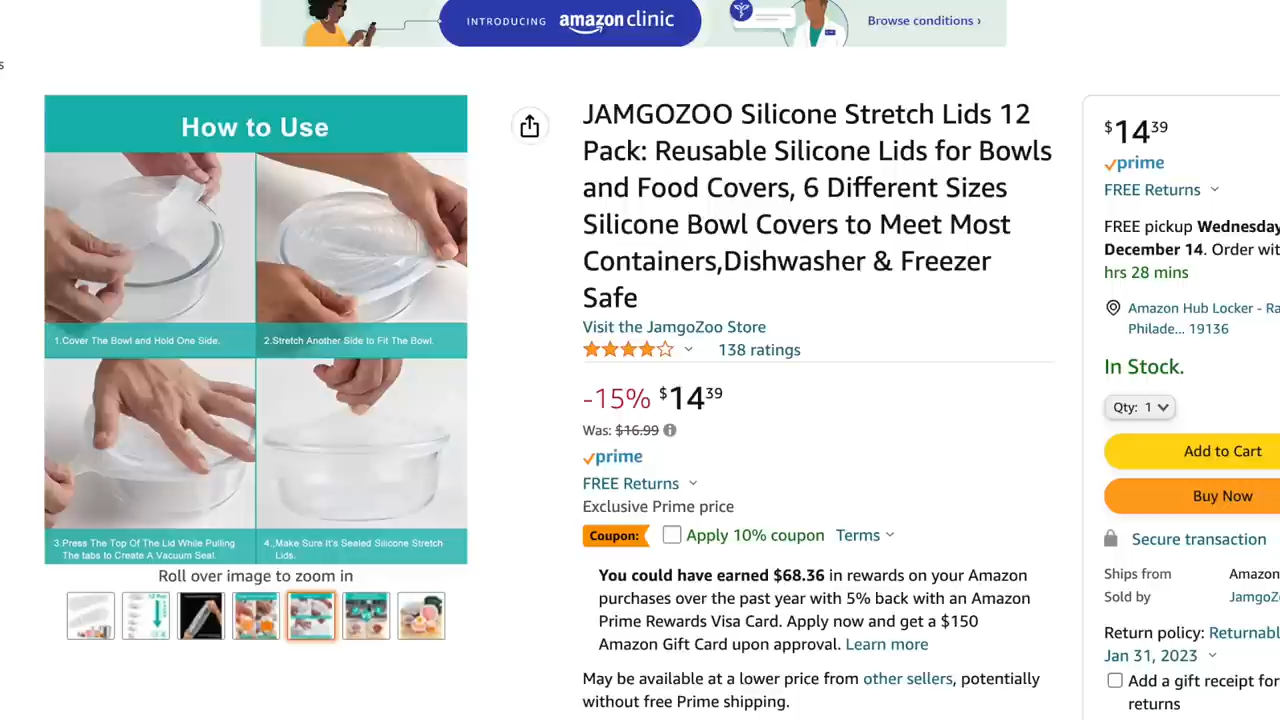 INTRODUCING amazon clinic
Browse conditions ›
s
How to Use
1.Cover The Bowl and Hold One Side.
2.Stretch Another Side to Fit The Bowl.
3.Press The Top Of The Lid While Pulling
The tabs to Create A Vacuum Seal.
4.,Make Sure It's Sealed Silicone Stretch
Lids.
Roll over image to zoom in
JAMGOZOO Silicone Stretch Lids 12
Pack: Reusable Silicone Lids for Bowls
and Food Covers, 6 Different Sizes
Silicone Bowl Covers to Meet Most
Containers,Dishwasher & Freezer
Safe
Visit the JamgoZoo Store
138 ratings
-15% $14 39
Was: $16.99
prime
FREE Returns
Exclusive Prime price
Coupon: Apply 10% coupon Terms
You could have earned $68.36 in rewards on your Amazon
purchases over the past year with 5% back with an Amazon
Prime Rewards Visa Card. Apply now and get a $150
Amazon Gift Card upon approval. Learn more
May be available at a lower price from other sellers, potentially
without free Prime shipping.
$14 39
prime
FREE Returns
FREE pickup Wednesday
December 14. Order wit
hrs 28 mins
Amazon Hub Locker - Ra
Philade... 19136
In Stock.
Qty: 1
Add to Cart
Buy Now
Secure transaction
Ships from Amazon
Sold by JamgoZo
Return policy: Returnabl
Jan 31, 2023
Add a gift receipt for
returns